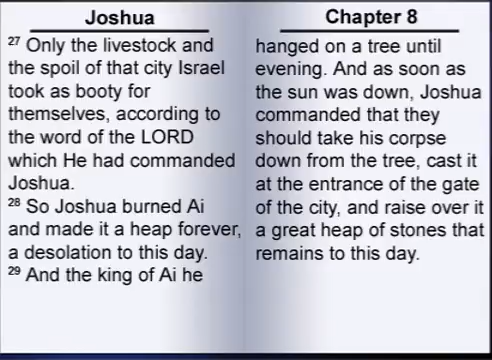 Joshua
27 Only the livestock and
the spoil of that city Israel
took as booty for
themselves, according to
the word of the LORD
which He had commanded
Joshua.
28 So Joshua burned Ai
and made it a heap forever,
a desolation to this day.
29 And the king of Ai he
Chapter 8
hanged on a tree until
evening. And as soon as
the sun was down, Joshua
commanded that they
should take his corpse
down from the tree, cast it
at the entrance of the gate
of the city, and raise over it
a great heap of stones that
remains to this day.